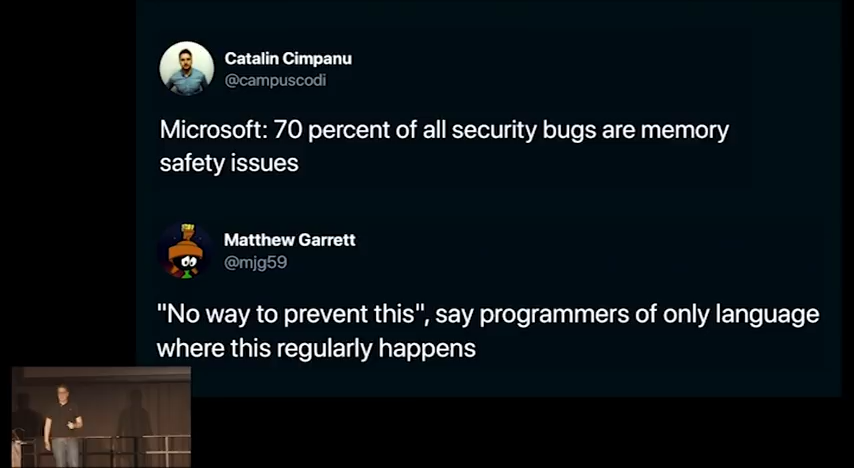 Catalin Cimpanu
@campuscodi
Microsoft: 70 percent of all security bugs are memory
safety issues
Matthew Garrett
@mjg59
"No way to prevent this", say programmers of only language
where this regularly happens